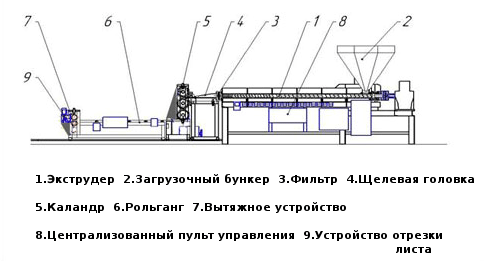 7 6 5 4 3 1 8 2
9
1.Экструдер 2.Загрузочный бункер 3.Фильтр 4.Щелевая головка
5.Каландр 6.Рольганг 7.Вытяжное устройство
8.Централизованный пульт управления 9.Устройство отрезки
листа